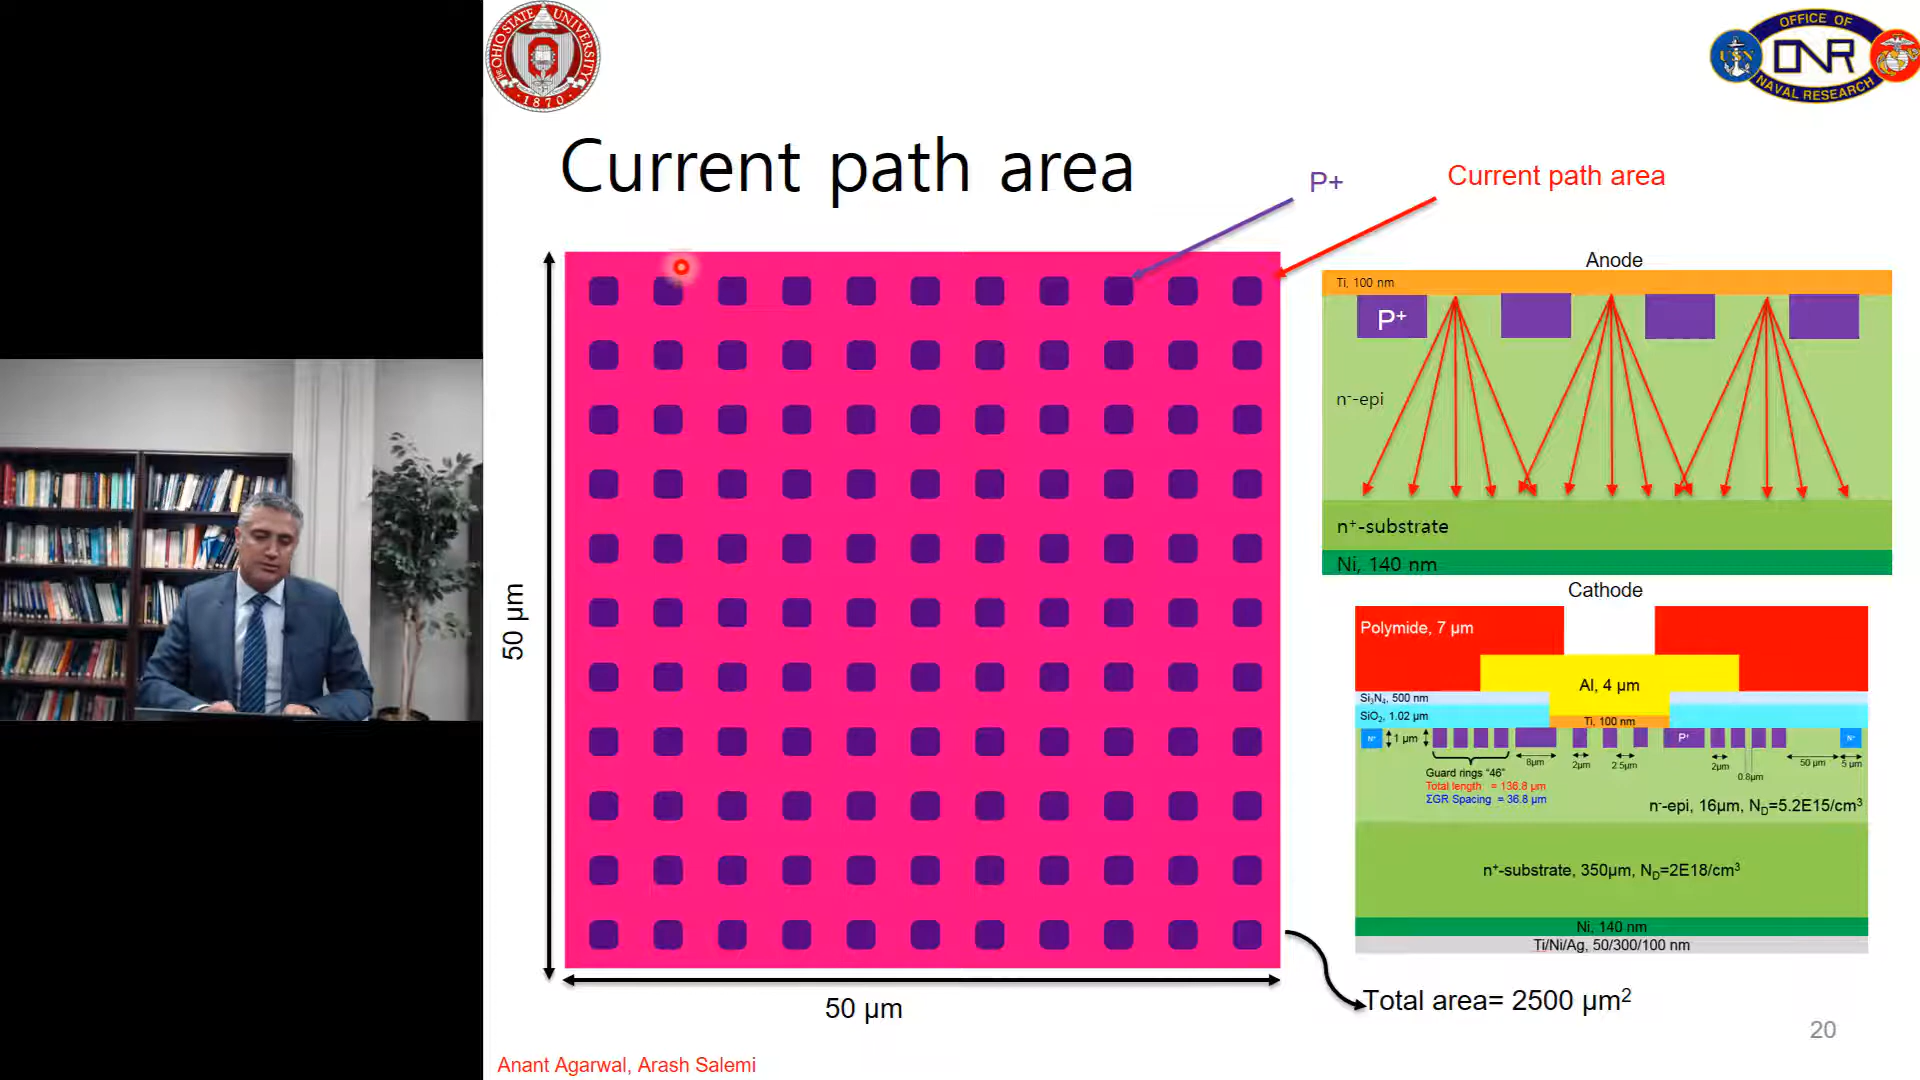 THE OHIO STATE UNIVERSITY
1870
OFFICE OF
USN
ONR
NAVAL RESEARCH
Current path area
P+
Current path area
50 µm
50 µm
Total area= 2500 µm²
Anode
Ti, 100 nm
P⁺
n⁻-epi
n⁺-substrate
Ni, 140 nm
Cathode
Polymide, 7 µm
Al, 4 µm
Si₃N₄, 500 nm
SiO₂, 1.02 µm
Ti, 100 nm
N⁺
1 µm
P⁺
N⁺
8µm
2µm
2.5µm
2µm
0.8µm
50 µm
5 µm
Guard rings “46”
Total length = 136.8 µm
ΣGR Spacing = 36.8 µm
n⁻-epi, 16µm, N_D=5.2E15/cm³
n⁺-substrate, 350µm, N_D=2E18/cm³
Ni, 140 nm
Ti/Ni/Ag, 50/300/100 nm
20
Anant Agarwal, Arash Salemi